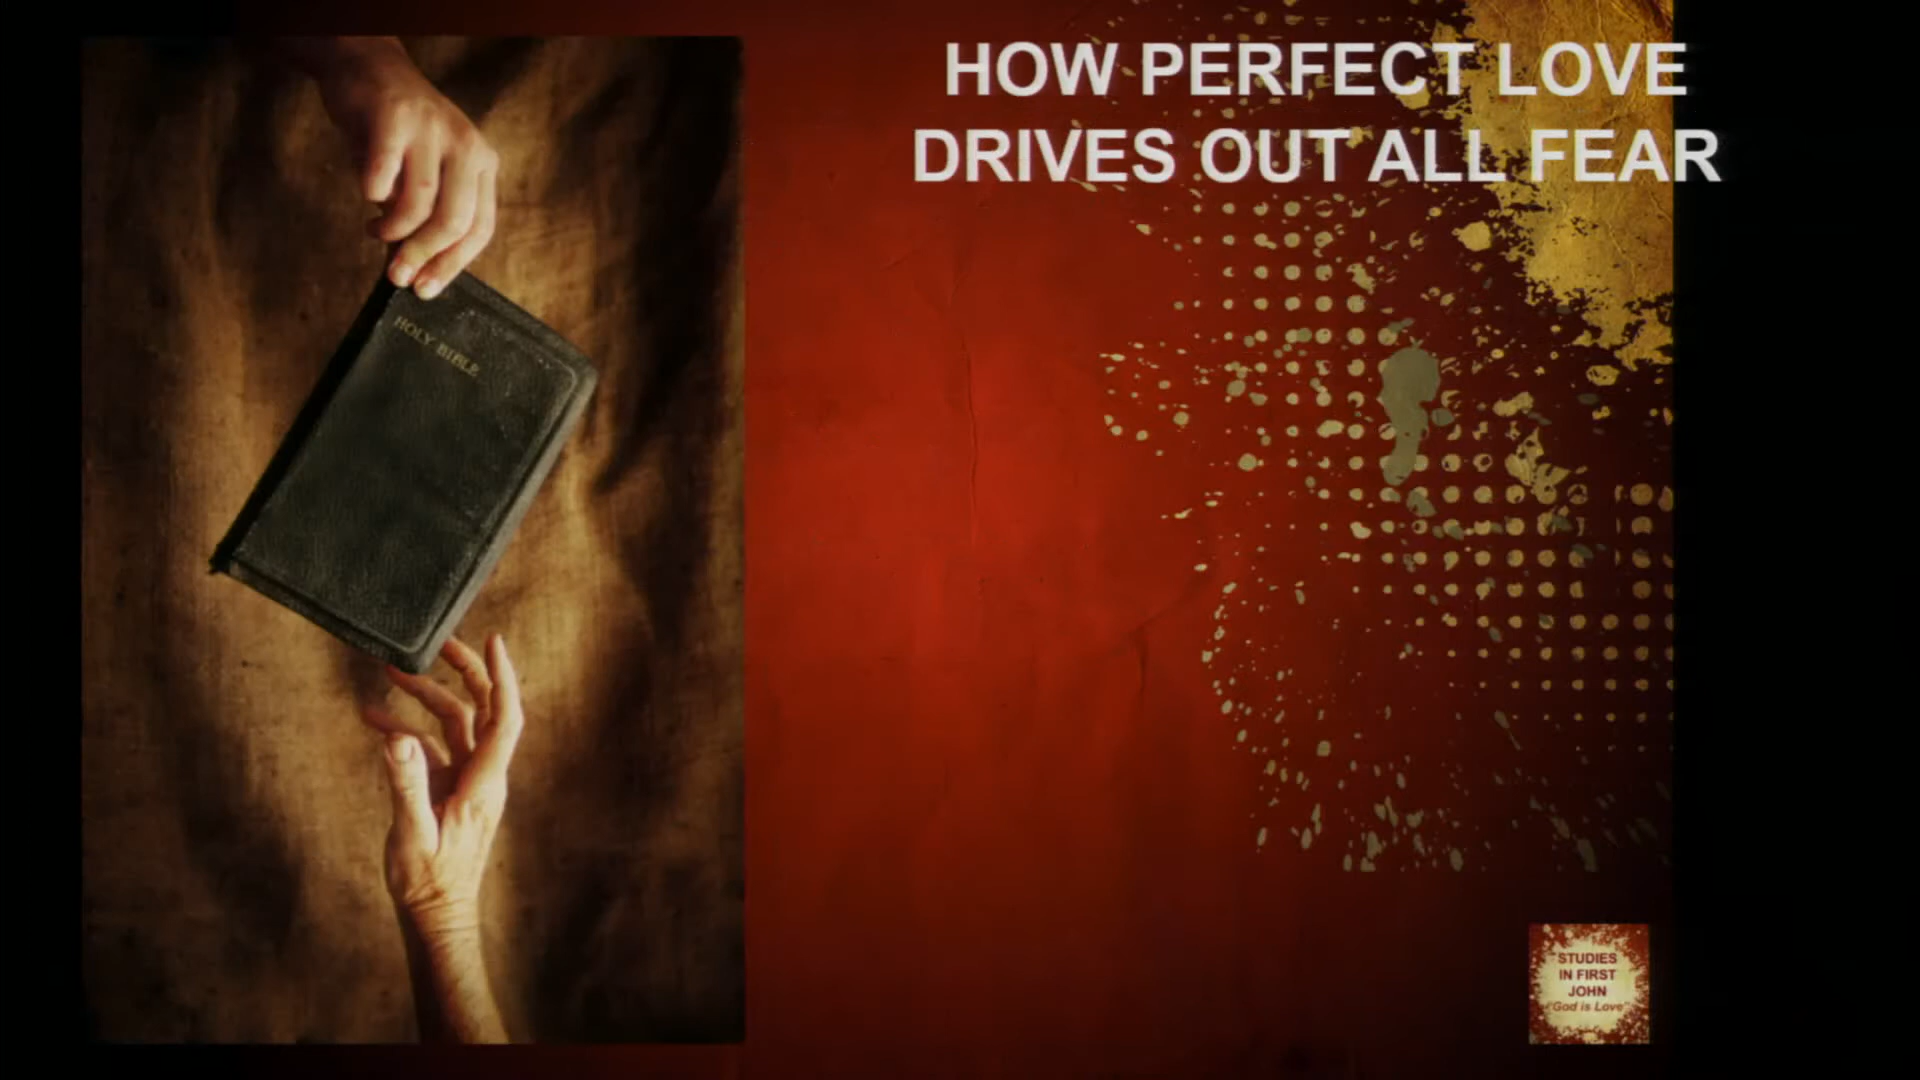 HOW PERFECT LOVE
DRIVES OUT ALL FEAR
HOLY BIBLE
STUDIES
IN FIRST
JOHN
"God is Love"